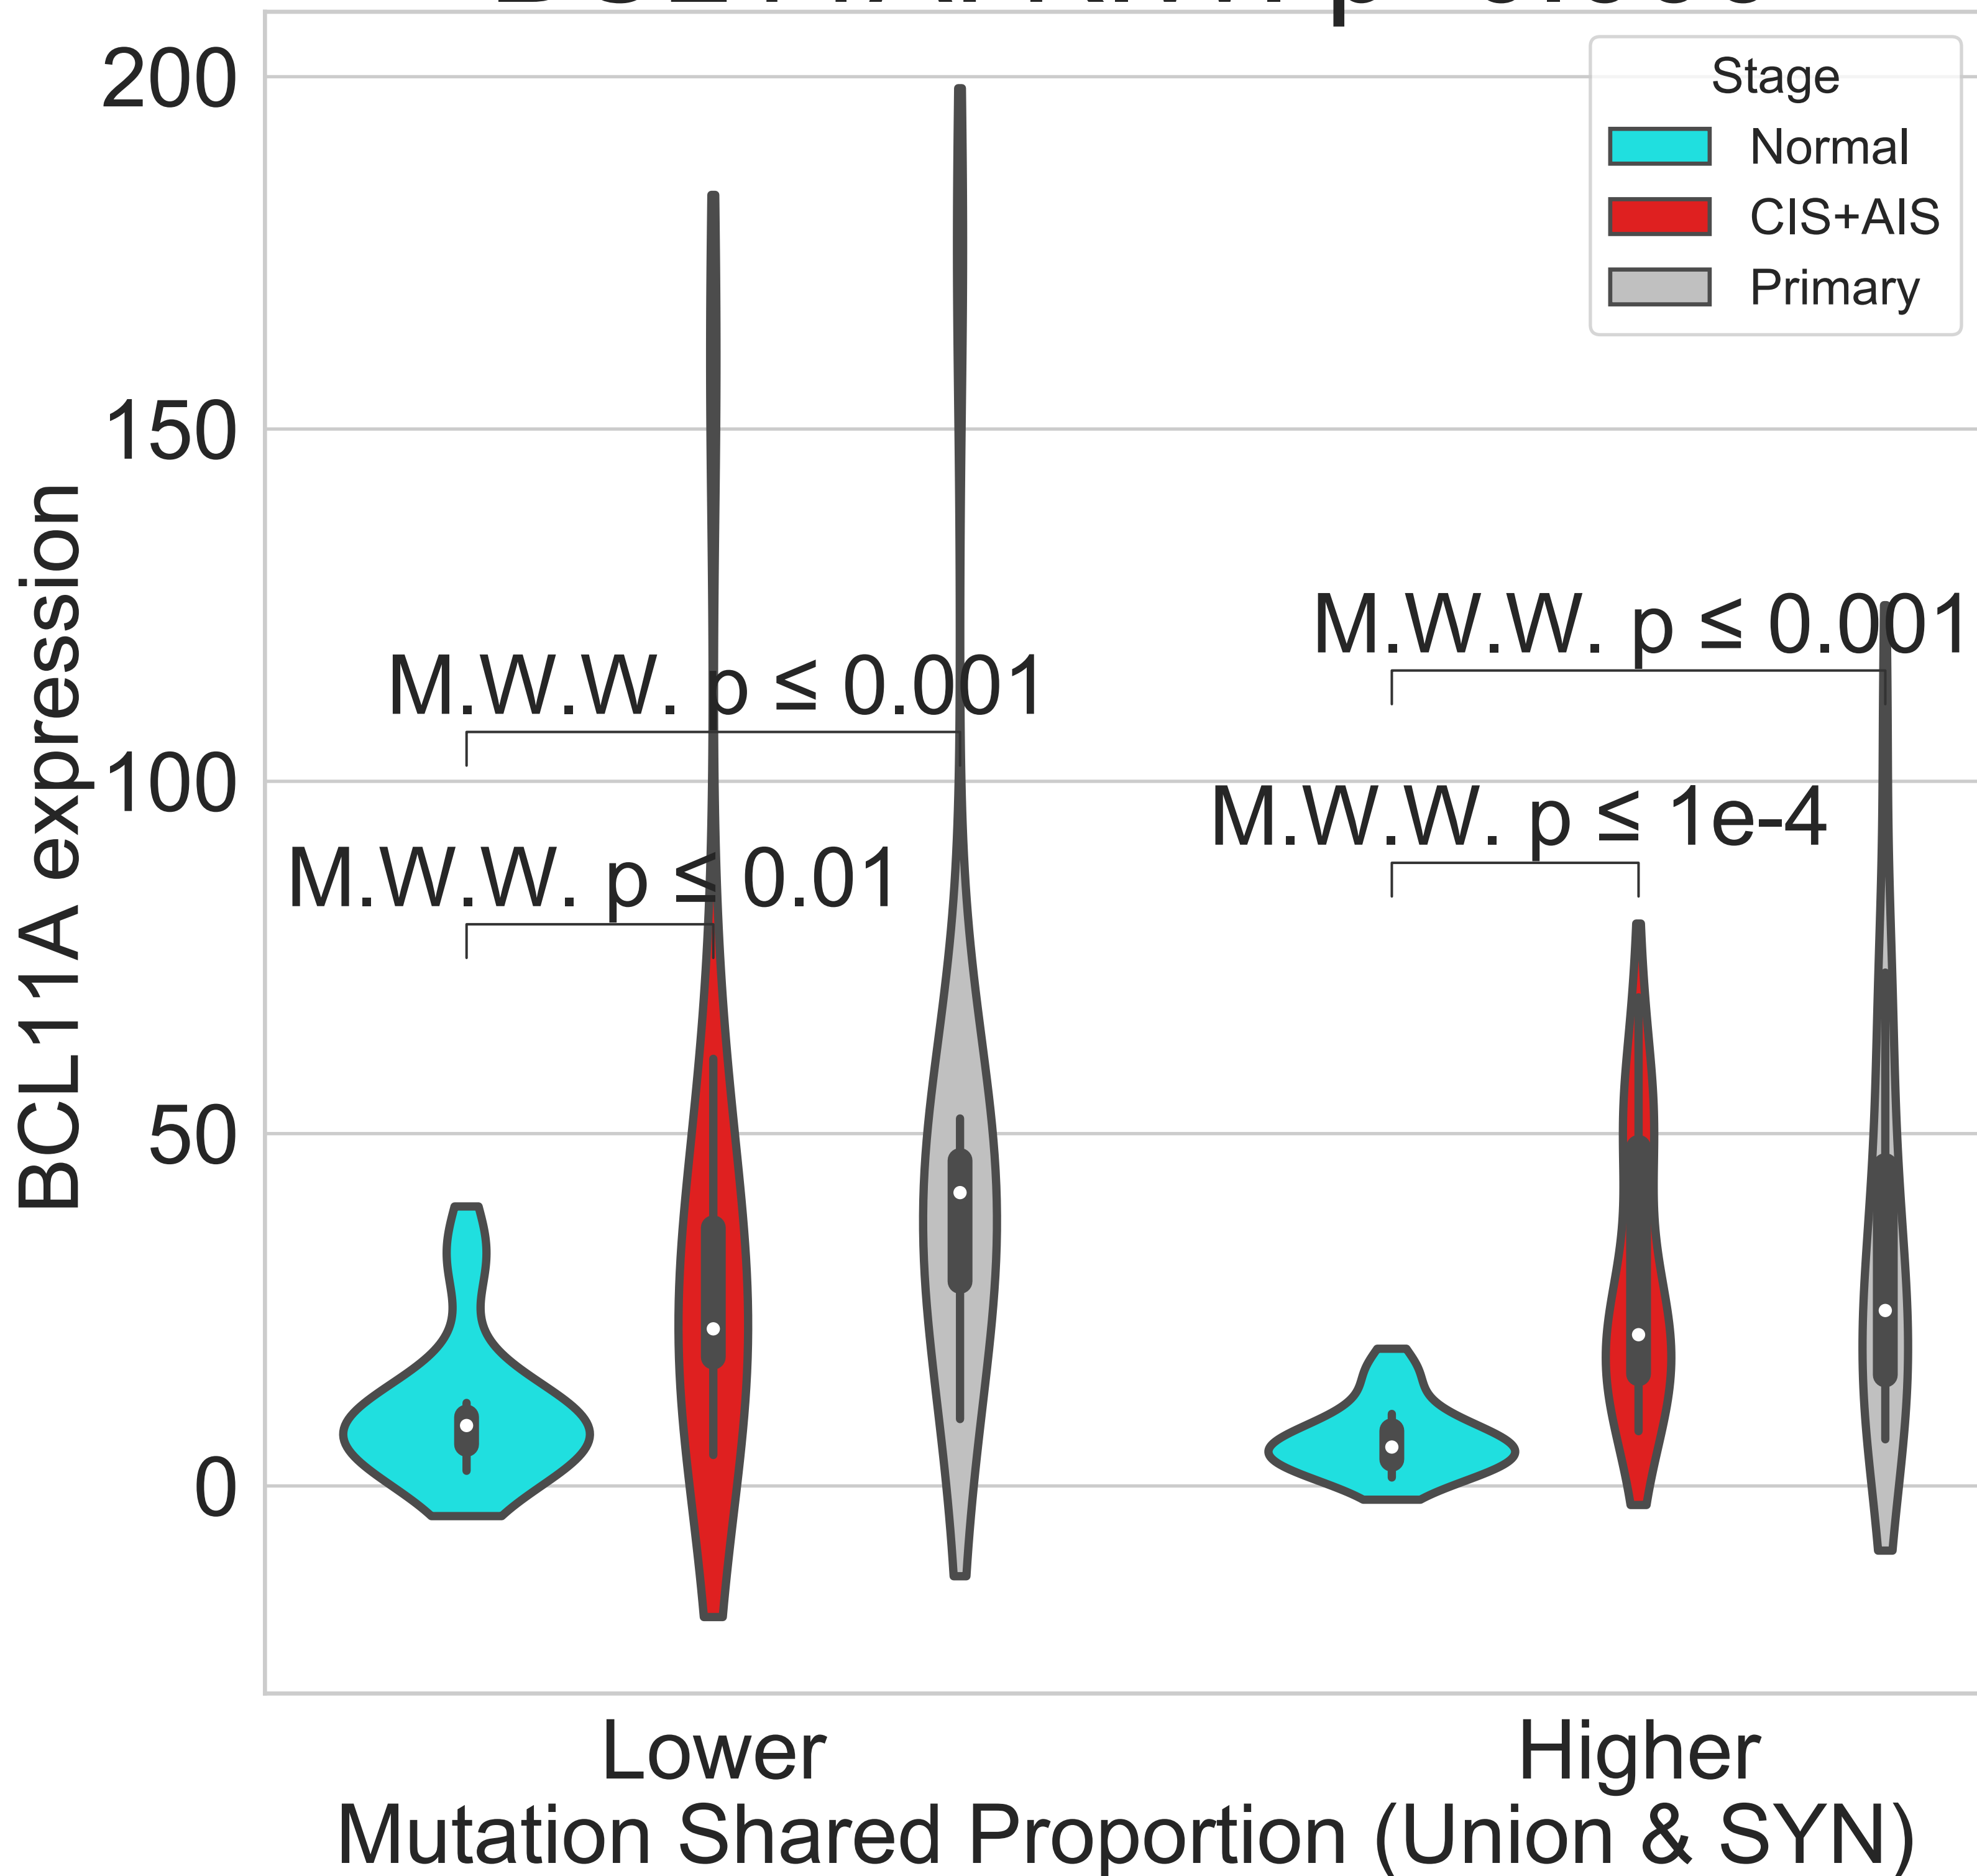 200
150
100
50
0
BCL11A expression
Stage
Normal
CIS+AIS
Primary
M.W.W. p ≤ 0.001
M.W.W. p ≤ 0.001
M.W.W. p ≤ 1e-4
M.W.W. p ≤ 0.01
Lower
Higher
Mutation Shared Proportion (Union & SYN)